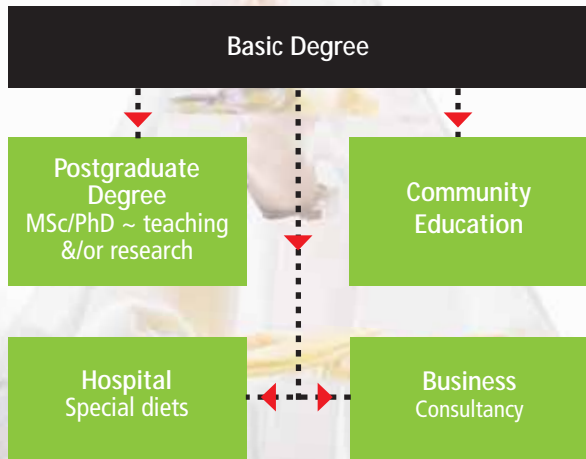 Basic Degree
Postgraduate
Degree
MSc/PhD ~ teaching
&/or research
Community
Education
Hospital
Special diets
Business
Consultancy